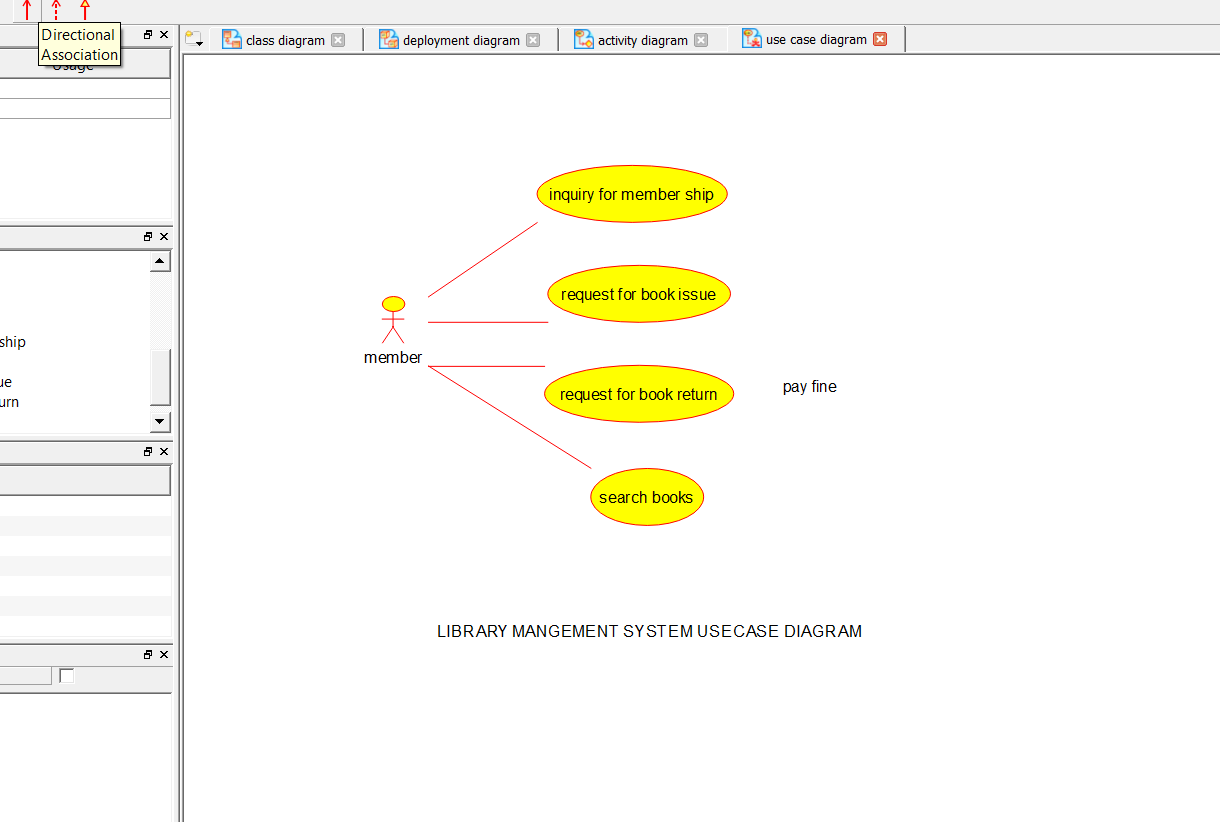 Directional
Association
Usage
class diagram
deployment diagram
activity diagram
use case diagram
ship
ue
urn
inquiry for member ship
request for book issue
member
request for book return
pay fine
search books
LIBRARY MANGEMENT SYSTEM USECASE DIAGRAM